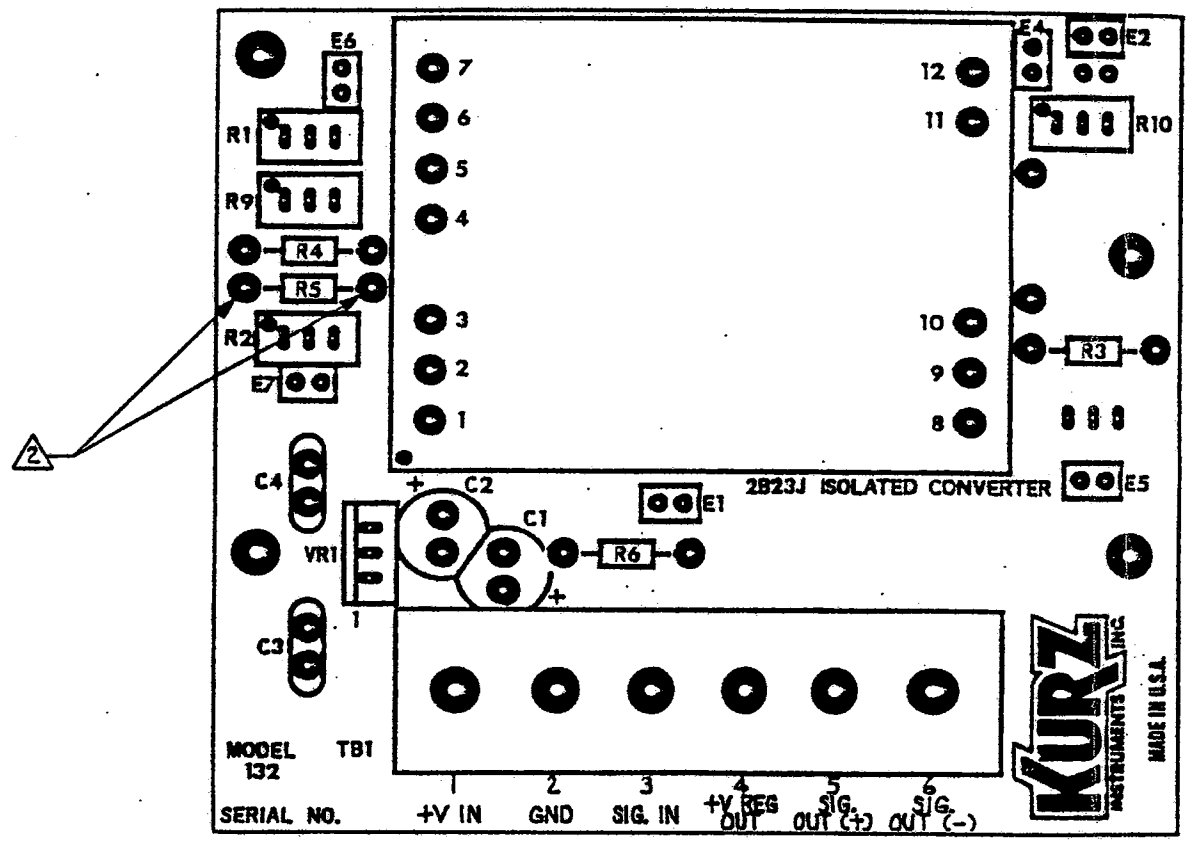 E6
E4
E2
7
12
6
11
R1
R10
5
R9
4
R4
R5
3
10
R2
R3
2
9
E7
1
8
2
C4
+
C2
2B23J ISOLATED CONVERTER
E5
E1
C1
VR1
R6
+
1
C3
KURZ
INSTRUMENTS INC.
MADE IN U.S.A.
MODEL
132
TB1
1 2 3 4 5 6
SERIAL NO.
+V IN
GND
SIG. IN
+V REG
OUT
SIG.
OUT (+)
SIG.
OUT (-)